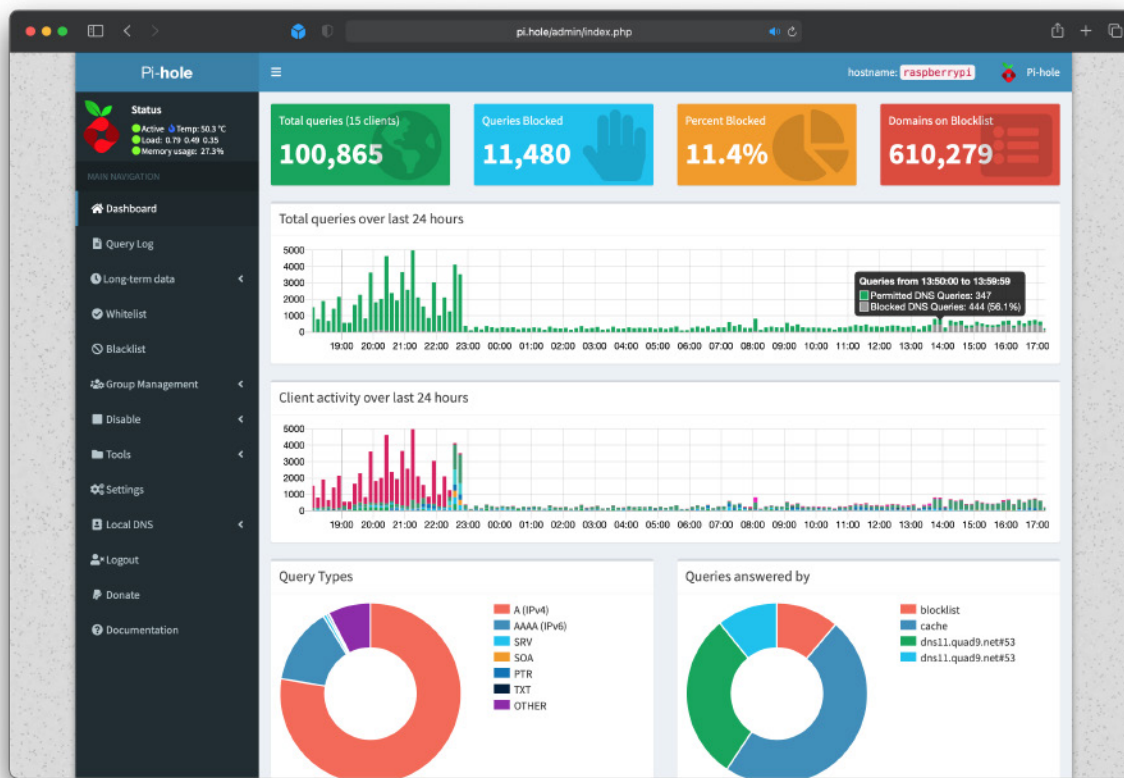 pi.hole/admin/index.php
Pi-hole
hostname: raspberrypi
Pi-hole
Status
Active Temp: 50.3 °C
Load: 0.79 0.49 0.35
Memory usage: 27.3%
MAIN NAVIGATION
Dashboard
Query Log
Long-term data
Whitelist
Blacklist
Group Management
Disable
Tools
Settings
Local DNS
Logout
Donate
Documentation
Total queries (15 clients)
100,865
Queries Blocked
11,480
Percent Blocked
11.4%
Domains on Blocklist
610,279
Total queries over last 24 hours
5000
4000
3000
2000
1000
0
Queries from 13:50:00 to 13:59:59
Permitted DNS Queries: 347
Blocked DNS Queries: 444 (56.1%)
19:00 20:00 21:00 22:00 23:00 00:00 01:00 02:00 03:00 04:00 05:00 06:00 07:00 08:00 09:00 10:00 11:00 12:00 13:00 14:00 15:00 16:00 17:00
Client activity over last 24 hours
5000
4000
3000
2000
1000
0
19:00 20:00 21:00 22:00 23:00 00:00 01:00 02:00 03:00 04:00 05:00 06:00 07:00 08:00 09:00 10:00 11:00 12:00 13:00 14:00 15:00 16:00 17:00
Query Types
A (IPv4)
AAAA (IPv6)
SRV
SOA
PTR
TXT
OTHER
Queries answered by
blocklist
cache
dns11.quad9.net#53
dns11.quad9.net#53